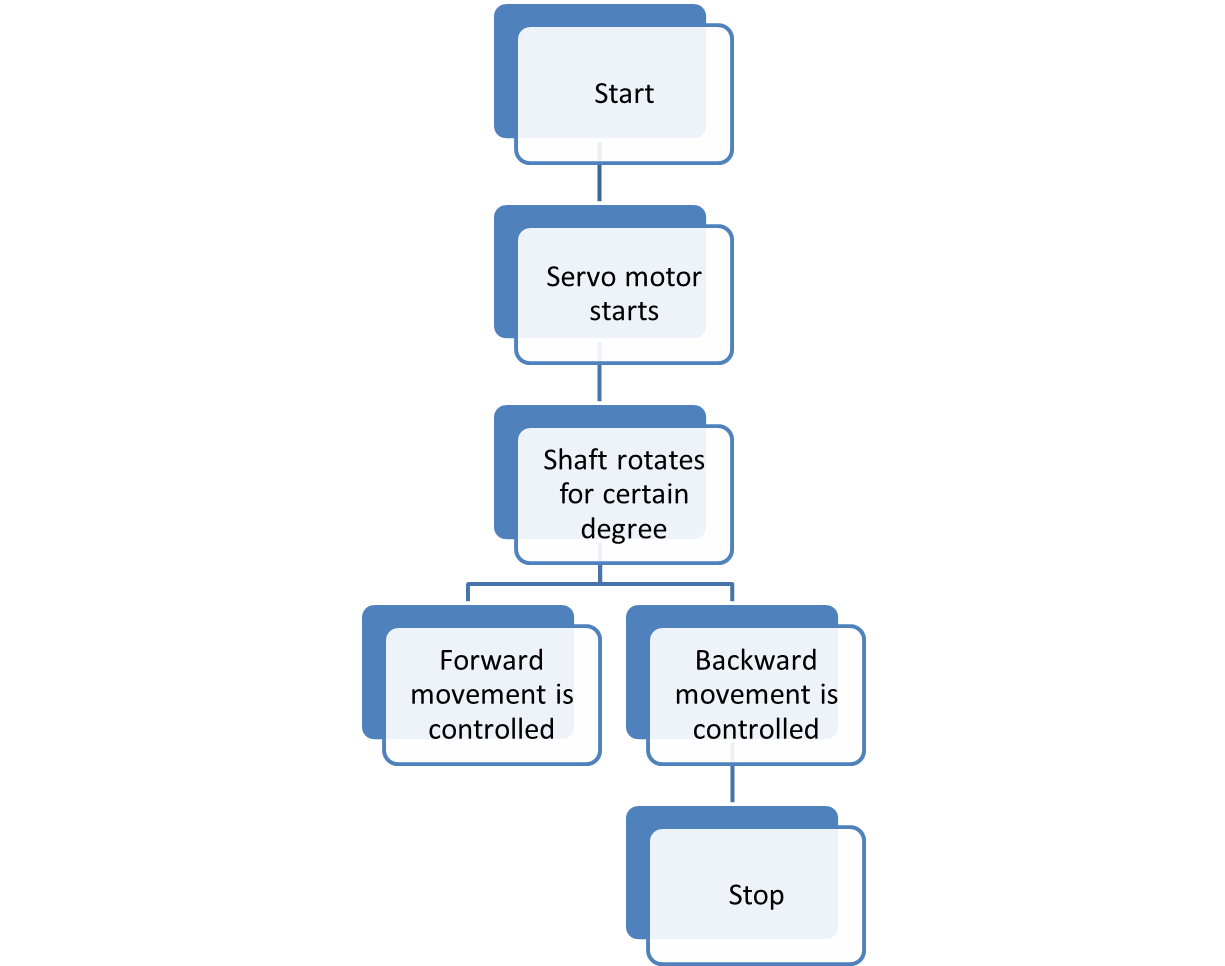 Start
Servo motor
starts
Shaft rotates
for certain
degree
Forward
movement is
controlled
Backward
movement is
controlled
Stop